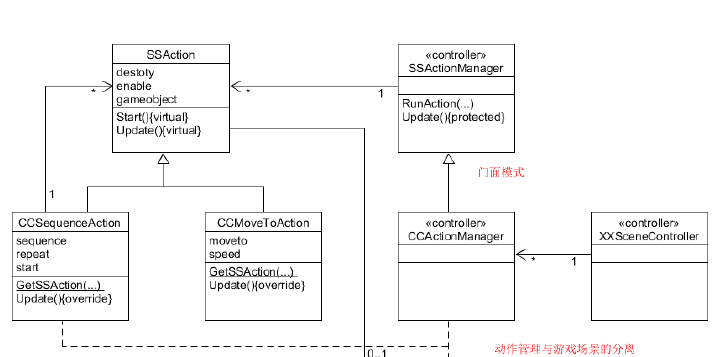 SSAction
destoty
enable
gameobject
Start(){virtual}
Update(){virtual}
«controller»
SSActionManager
RunAction(...)
Update(){protected}
*
*
1
门面模式
1
CCSequenceAction
sequence
repeat
start
GetSSAction(...)
Update(){override}
CCMoveToAction
moveto
speed
GetSSAction(...)
Update(){override}
«controller»
CCActionManager
«controller»
XXSceneController
*
1
0..1
动作管理与游戏场景的分离